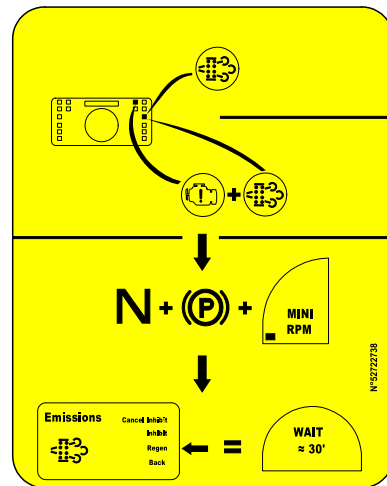 N + (P) +
MINI
RPM
N°52722738
Emissions
Cancel Inhibit
Inhibit
Regen
Back
=
WAIT
≈ 30'